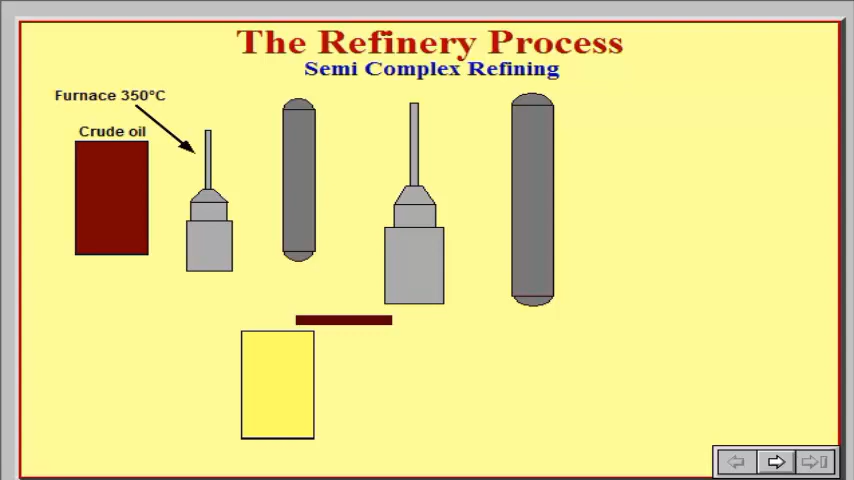 The Refinery Process
Semi Complex Refining
Furnace 350°C
Crude oil